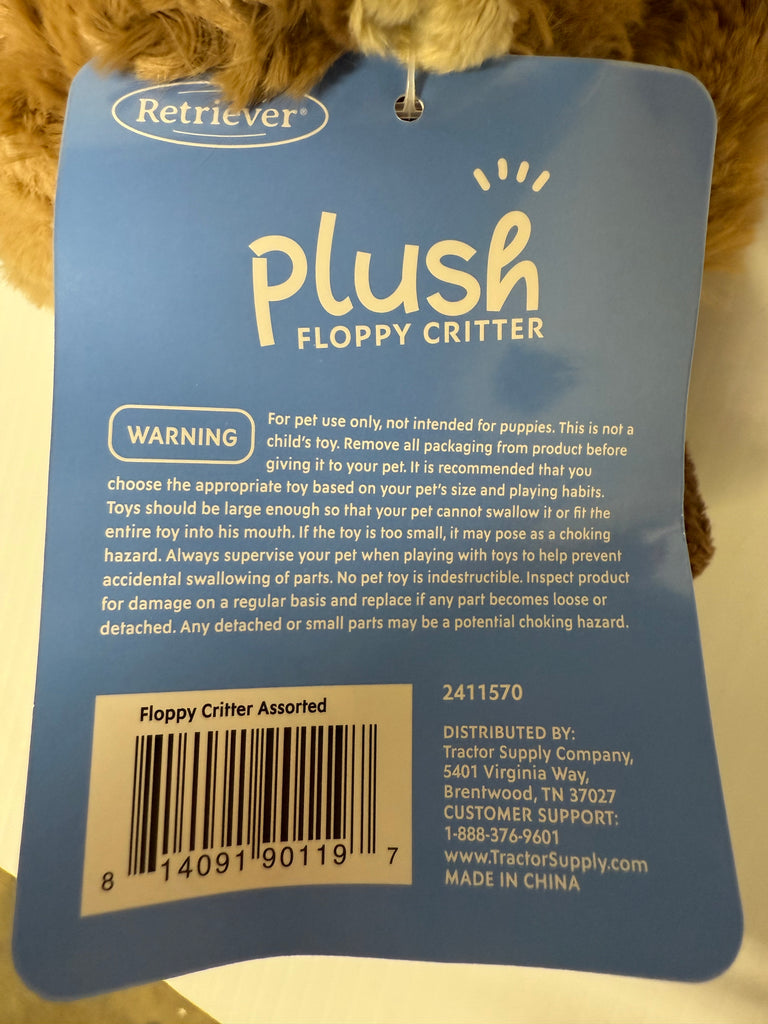 Retriever®
plush
FLOPPY CRITTER
WARNING
For pet use only, not intended for puppies. This is not a
child's toy. Remove all packaging from product before
giving it to your pet. It is recommended that you
choose the appropriate toy based on your pet's size and playing habits.
Toys should be large enough so that your pet cannot swallow it or fit the
entire toy into his mouth. If the toy is too small, it may pose as a choking
hazard. Always supervise your pet when playing with toys to help prevent
accidental swallowing of parts. No pet toy is indestructible. Inspect product
for damage on a regular basis and replace if any part becomes loose or
detached. Any detached or small parts may be a potential choking hazard.
Floppy Critter Assorted
8 14091 90119 7
2411570
DISTRIBUTED BY:
Tractor Supply Company,
5401 Virginia Way,
Brentwood, TN 37027
CUSTOMER SUPPORT:
1-888-376-9601
www.TractorSupply.com
MADE IN CHINA